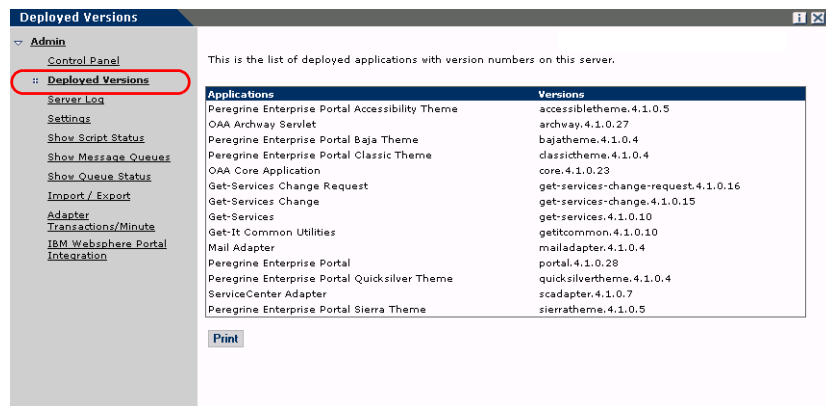 Deployed Versions
Admin
Control Panel
Deployed Versions
Server Log
Settings
Show Script Status
Show Message Queues
Show Queue Status
Import / Export
Adapter
Transactions/Minute
IBM Websphere Portal
Integration
This is the list of deployed applications with version numbers on this server.
Applications Versions
Peregrine Enterprise Portal Accessibility Theme accessibletheme.4.1.0.5
OAA Archway Servlet archway.4.1.0.27
Peregrine Enterprise Portal Baja Theme bajatheme.4.1.0.4
Peregrine Enterprise Portal Classic Theme classictheme.4.1.0.4
OAA Core Application core.4.1.0.23
Get-Services Change Request get-services-change-request.4.1.0.16
Get-Services Change get-services-change.4.1.0.15
Get-Services get-services.4.1.0.10
Get-It Common Utilities getitcommon.4.1.0.10
Mail Adapter mailadapter.4.1.0.4
Peregrine Enterprise Portal portal.4.1.0.28
Peregrine Enterprise Portal Quicksilver Theme quicksilvertheme.4.1.0.4
ServiceCenter Adapter scadapter.4.1.0.7
Peregrine Enterprise Portal Sierra Theme sierratheme.4.1.0.5
Print